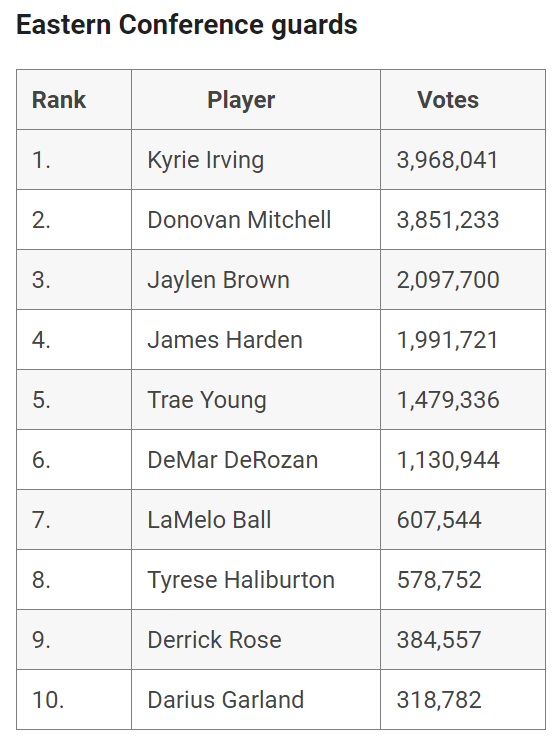 Eastern Conference guards
Rank Player Votes
1. Kyrie Irving 3,968,041
2. Donovan Mitchell 3,851,233
3. Jaylen Brown 2,097,700
4. James Harden 1,991,721
5. Trae Young 1,479,336
6. DeMar DeRozan 1,130,944
7. LaMelo Ball 607,544
8. Tyrese Haliburton 578,752
9. Derrick Rose 384,557
10. Darius Garland 318,782